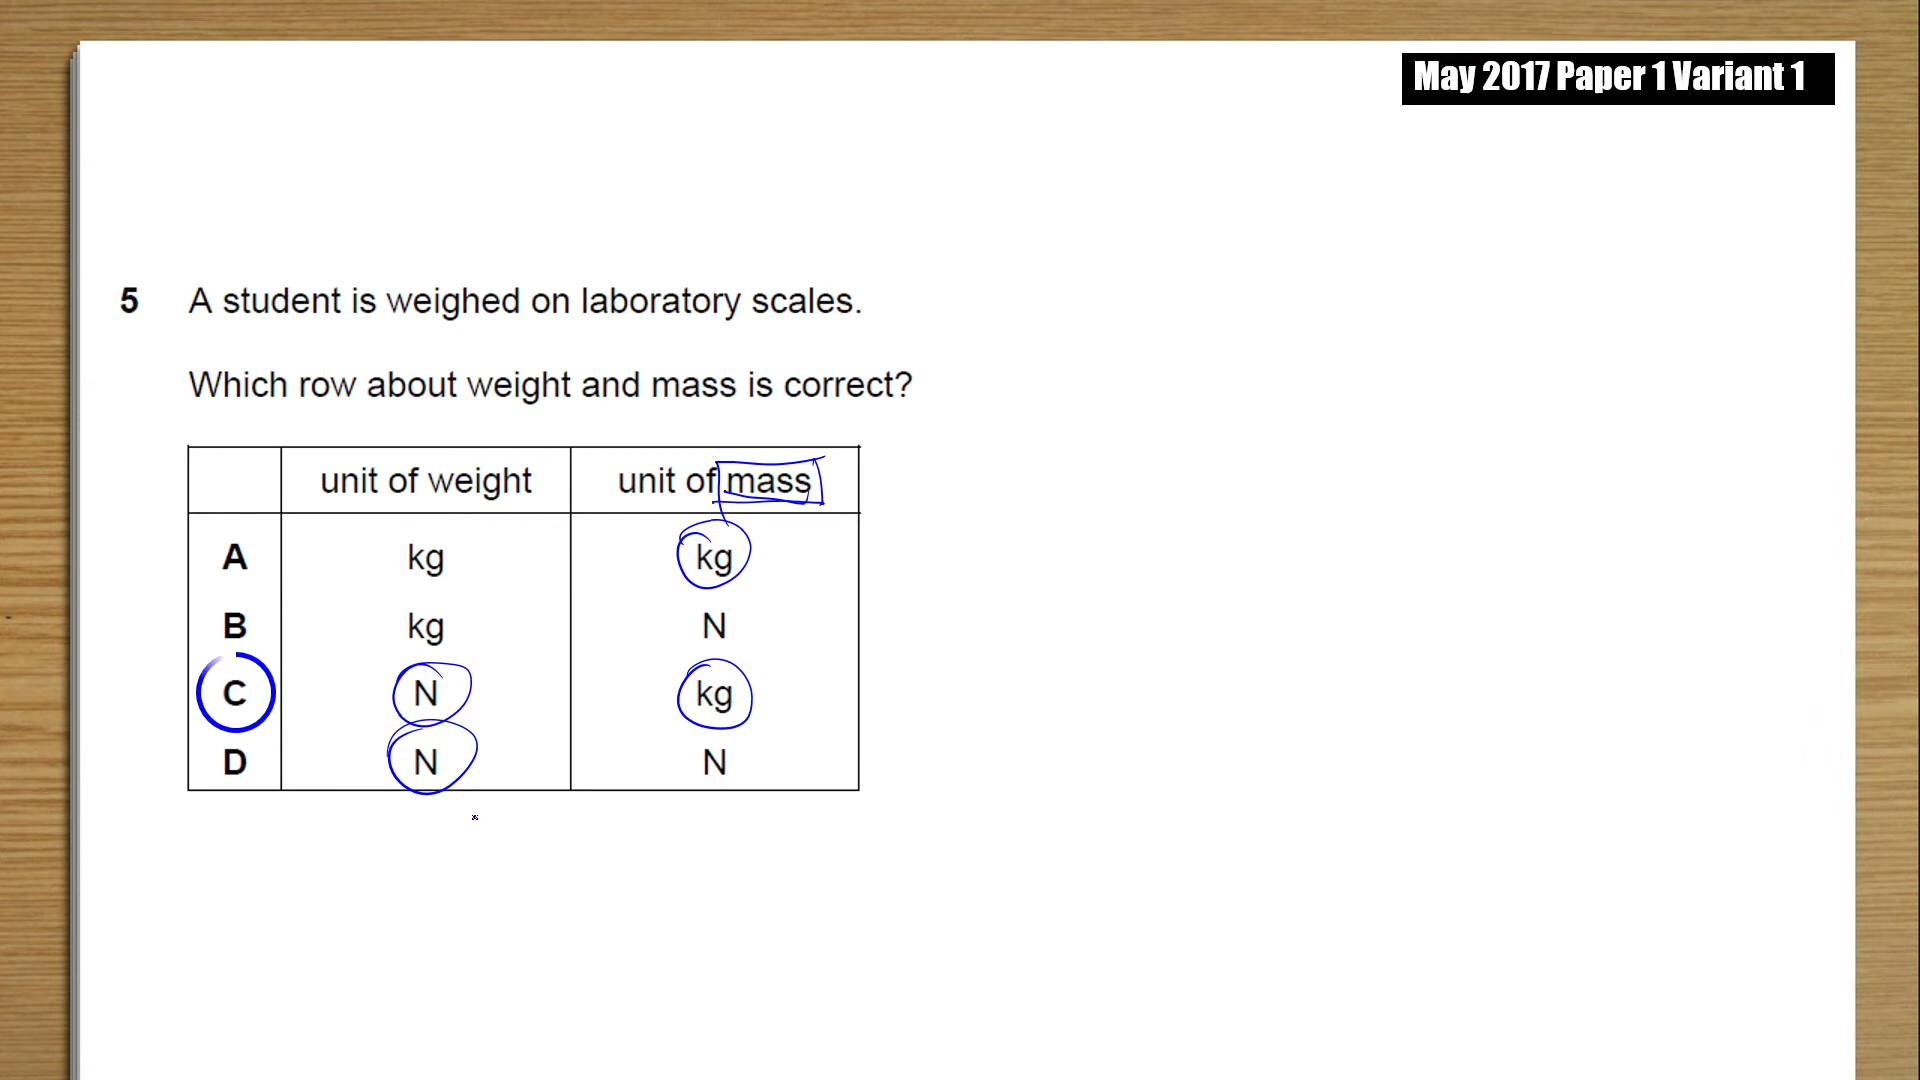 May 2017 Paper 1 Variant 1
5 A student is weighed on laboratory scales.
Which row about weight and mass is correct?
unit of weight unit of mass
A kg kg
B kg N
C N kg
D N N